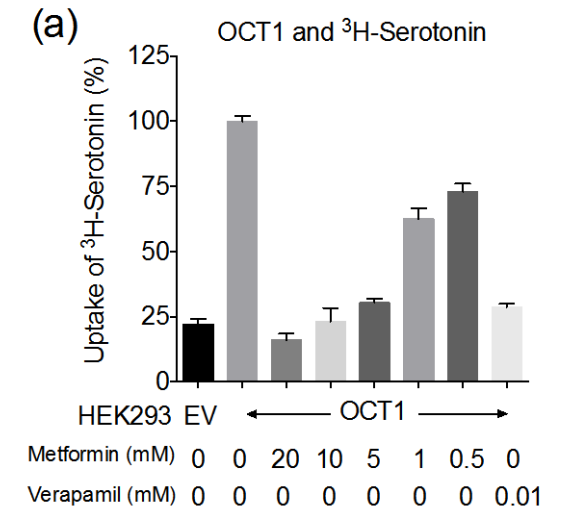 (a)
OCT1 and ³H-Serotonin
Uptake of ³H-Serotonin (%)
125
100
75
50
25
0
HEK293 EV OCT1
Metformin (mM) 0 0 20 10 5 1 0.5 0
Verapamil (mM) 0 0 0 0 0 0 0 0.01